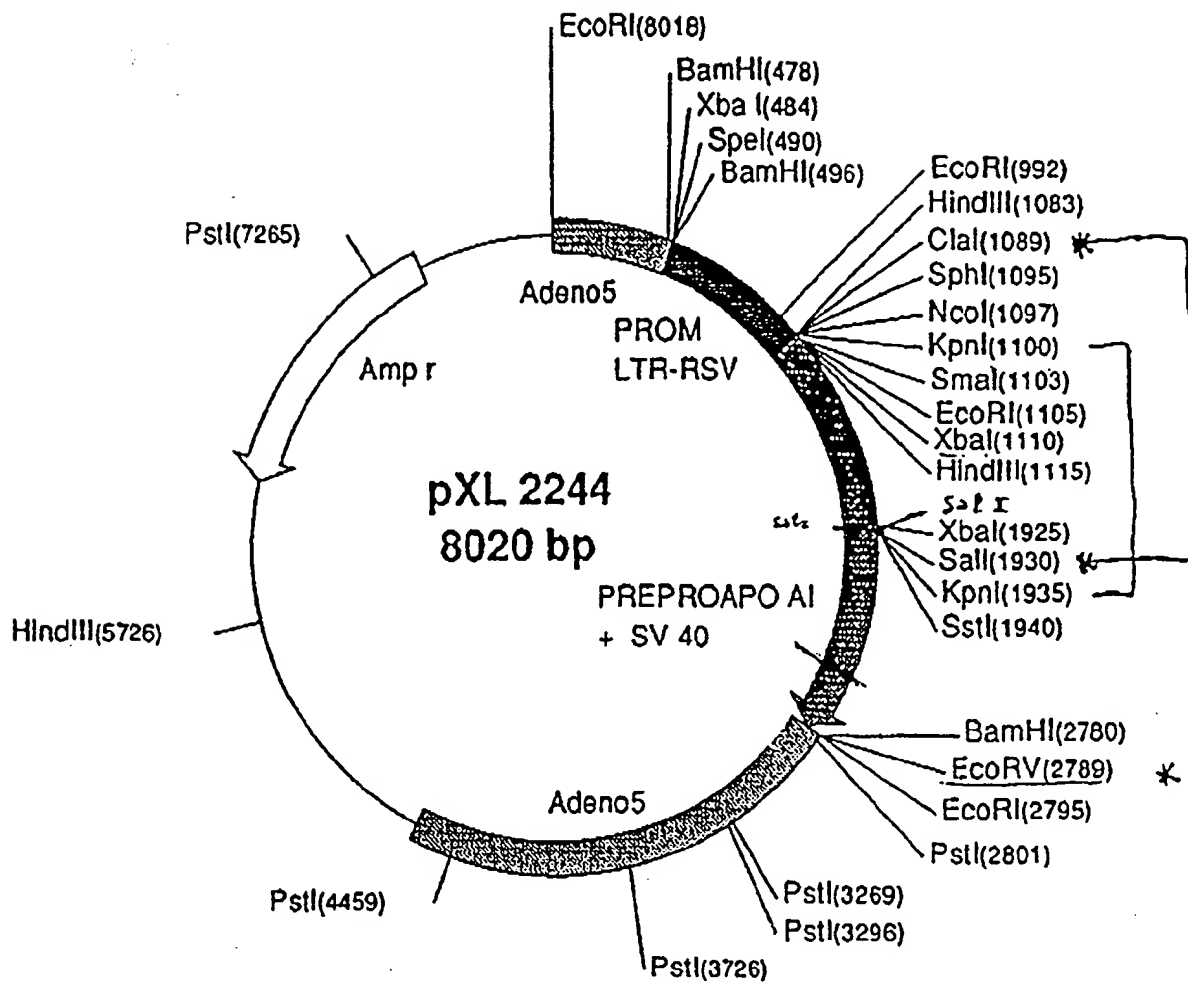 EcoRI(8018)
BamHI(478)
Xba I(484)
SpeI(490)
BamHI(496)
EcoRI(992)
HindIII(1083)
ClaI(1089) *
SphI(1095)
NcoI(1097)
KpnI(1100)
SmaI(1103)
EcoRI(1105)
XbaI(1110)
HindIII(1115)
PstI(7265)
Adeno5
PROM
LTR-RSV
Amp r
pXL 2244
8020 bp
Sal I
XbaI(1925)
SalI(1930) *
KpnI(1935)
SstI(1940)
PREPROAPO AI
+ SV 40
HindIII(5726)
BamHI(2780)
EcoRV(2789) *
EcoRI(2795)
PstI(2801)
Adeno5
PstI(4459)
PstI(3269)
PstI(3296)
PstI(3726)